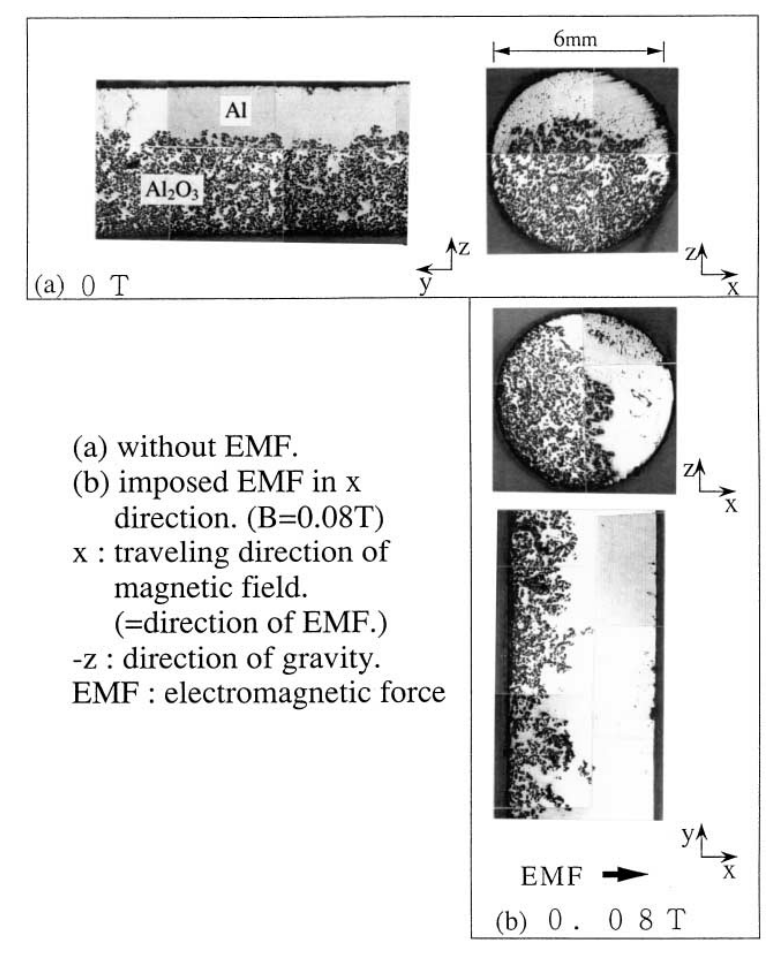 6mm
Al
Al₂O₃
z
y
z
x
(a) 0 T
z
x
(a) without EMF.
(b) imposed EMF in x
direction. (B=0.08T)
x : traveling direction of
magnetic field.
(=direction of EMF.)
-z : direction of gravity.
EMF : electromagnetic force
y
x
EMF
(b) 0. 08T